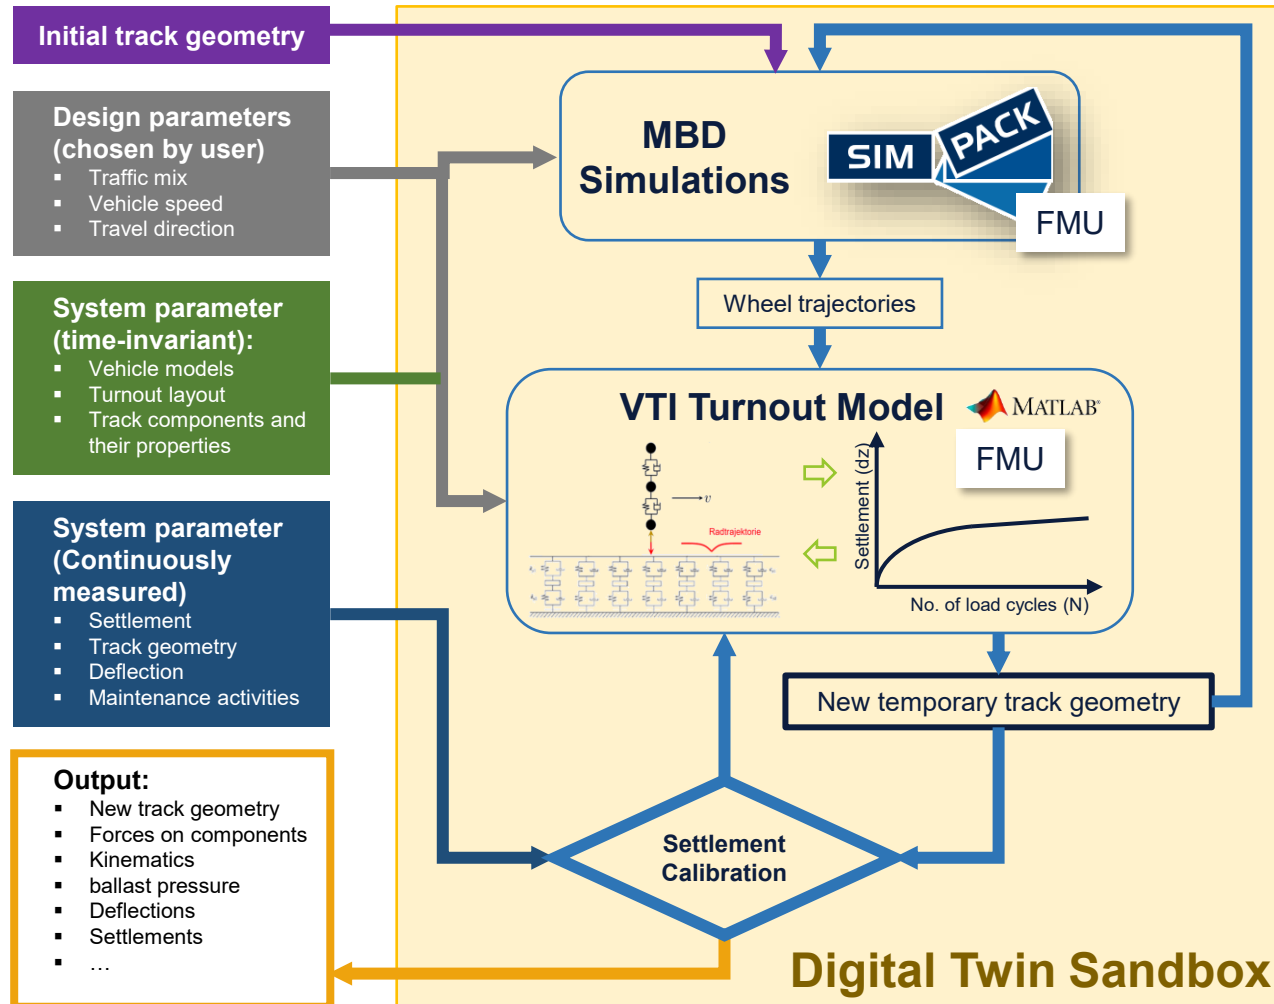 Initial track geometry
Design parameters
(chosen by user)
▪ Traffic mix
▪ Vehicle speed
▪ Travel direction
System parameter
(time-invariant):
▪ Vehicle models
▪ Turnout layout
▪ Track components and
their properties
System parameter
(Continuously
measured)
▪ Settlement
▪ Track geometry
▪ Deflection
▪ Maintenance activities
Output:
▪ New track geometry
▪ Forces on components
▪ Kinematics
▪ ballast pressure
▪ Deflections
▪ Settlements
▪ …
MBD
Simulations
SIM
PACK
FMU
Wheel trajectories
VTI Turnout Model
MATLAB®
FMU
v
Radtrajektorie
Settlement (dz)
No. of load cycles (N)
New temporary track geometry
Settlement
Calibration
Digital Twin Sandbox